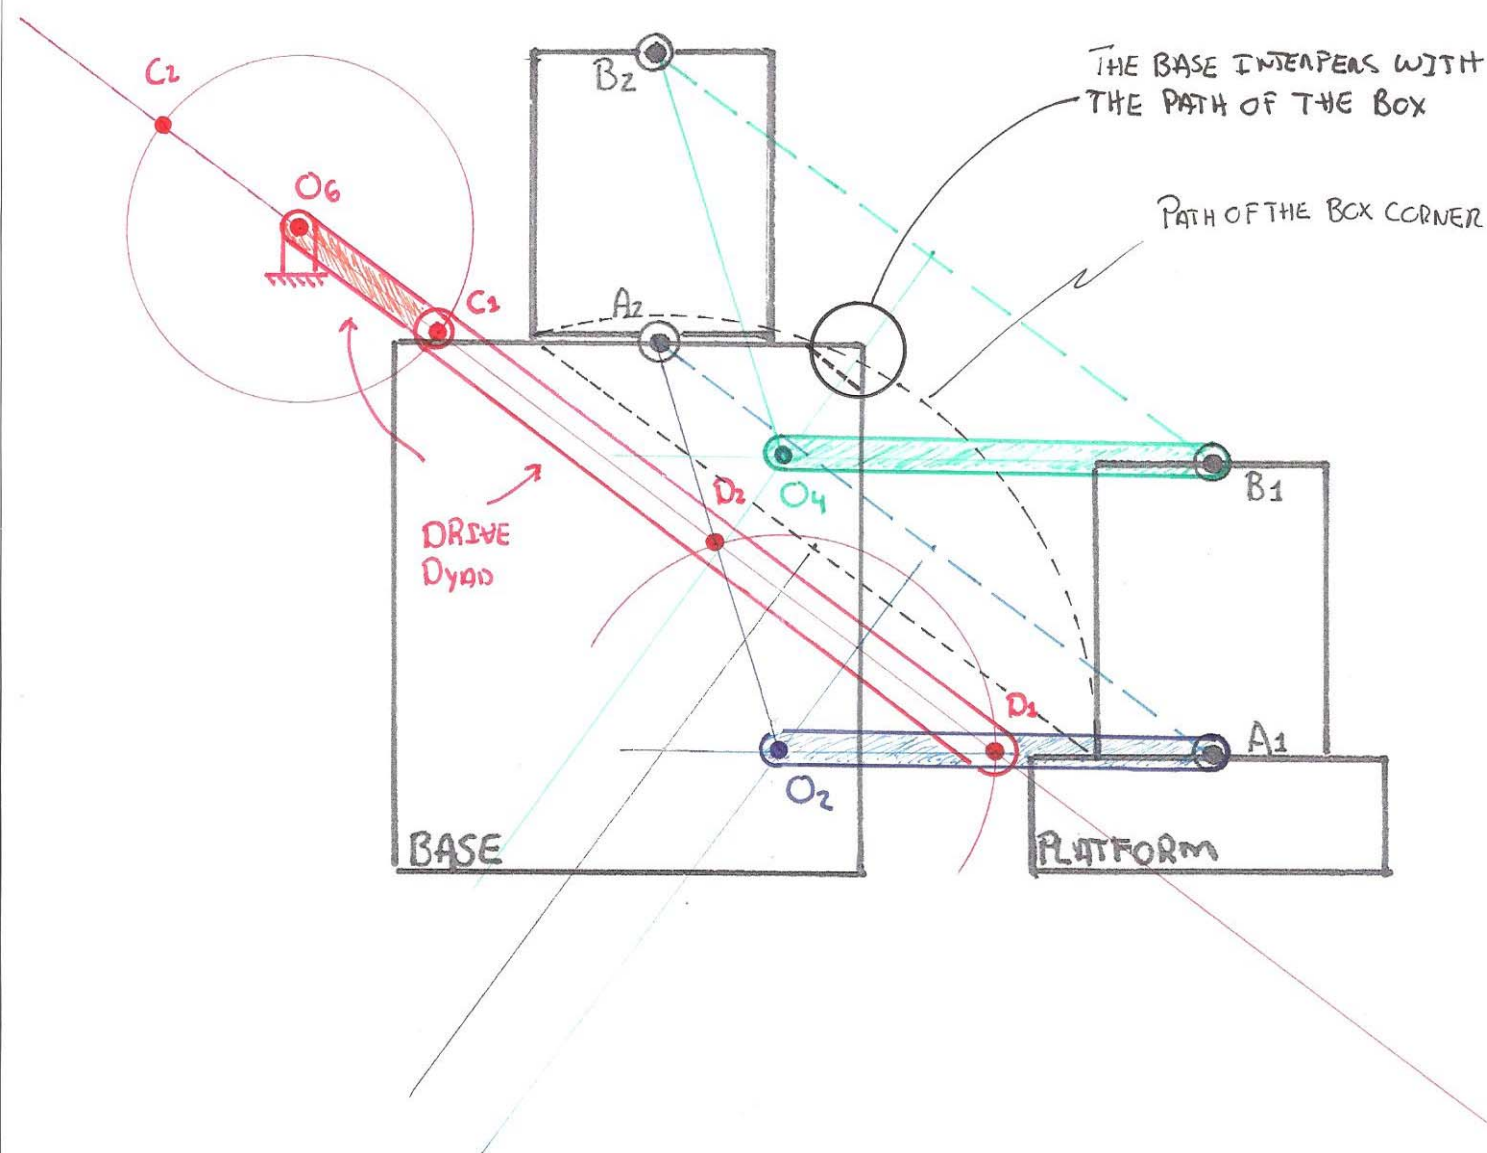 C2
B2
THE BASE INTERFERS WITH
THE PATH OF THE BOX
O6
PATH OF THE BOX CORNER
C1
A2
D2
O4
B1
DRIVE
DYAD
D1
A1
O2
BASE
PLATFORM